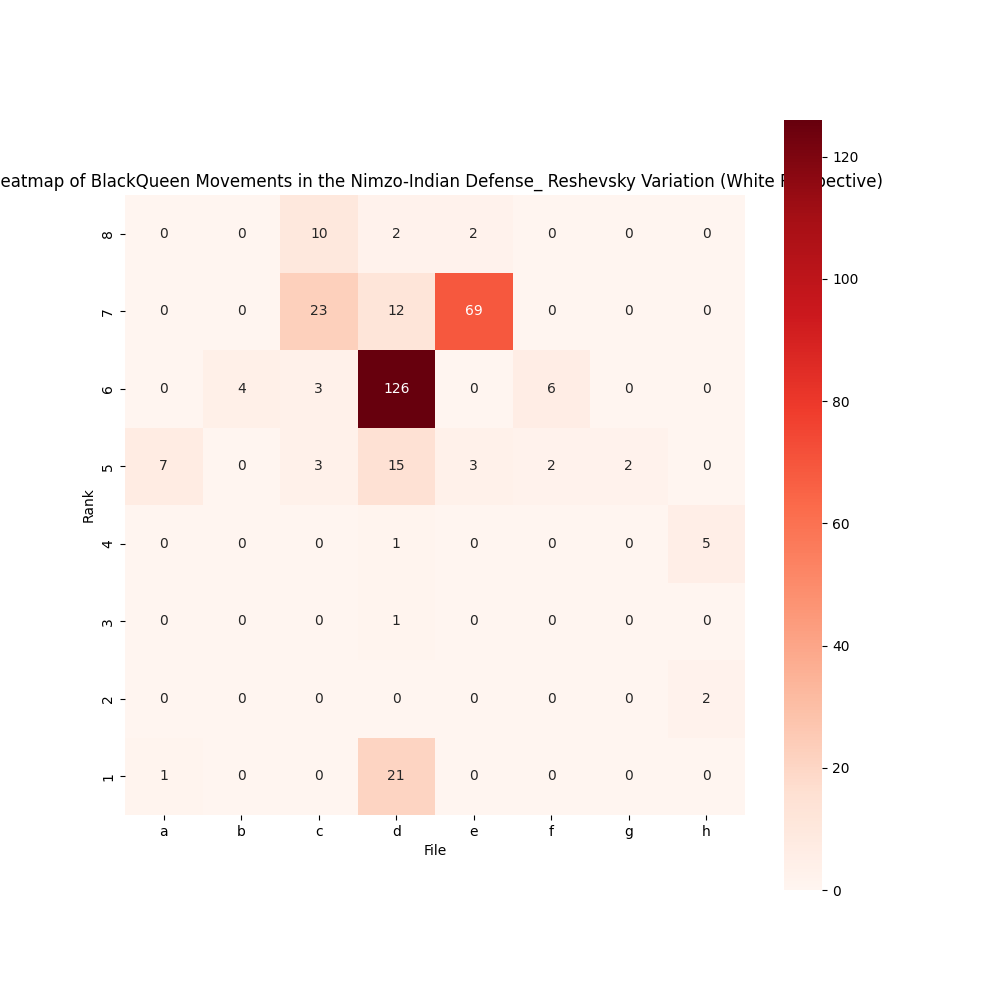 eatmap of BlackQueen Movements in the Nimzo-Indian Defense_ Reshevsky Variation (White pective)
8 0 0 10 2 2 0 0 0
7 0 0 23 12 69 0 0 0
6 0 4 3 126 0 6 0 0
5 7 0 3 15 3 2 2 0
4 0 0 0 1 0 0 0 5
3 0 0 0 1 0 0 0 0
2 0 0 0 0 0 0 0 2
1 1 0 0 21 0 0 0 0
a b c d e f g h
Rank
File
120
100
80
60
40
20
0